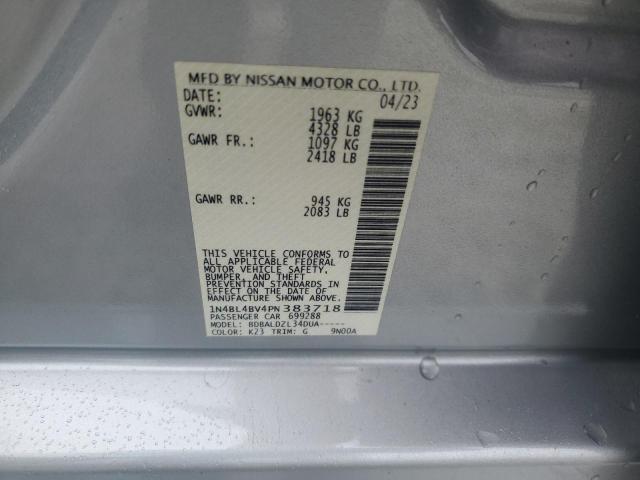 MFD BY NISSAN MOTOR CO., LTD.
DATE: 04/23
GVWR: 1963 KG
4328 LB
GAWR FR.: 1097 KG
2418 LB
GAWR RR.: 945 KG
2083 LB
THIS VEHICLE CONFORMS TO
ALL APPLICABLE FEDERAL
MOTOR VEHICLE SAFETY,
BUMPER, AND THEFT
PREVENTION STANDARDS IN
EFFECT ON THE DATE OF
MANUFACTURE SHOWN ABOVE.
1N4BL4BV4PN383718
PASSENGER CAR 699288
MODEL: BDBALDZL34DUA-----
COLOR: K23 TRIM: G 9N00A